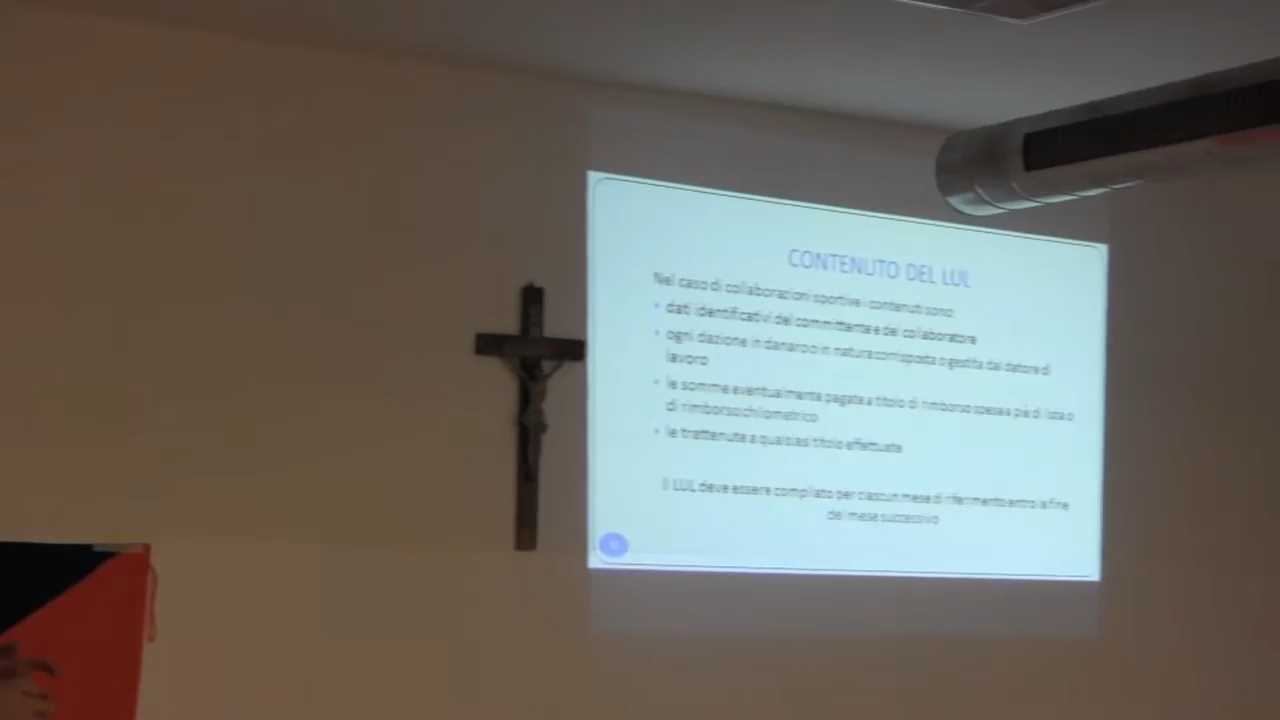 CONTENUTO DEL LUL
Nel caso di collaborazioni sportive i contenuti sono:
dati identificativi del committente e del collaboratore
ogni dazione in danaro o in natura corrisposta o gestita dal datore di
lavoro
le somme eventualmente pagate a titolo di rimborso spese a piè di lista o
di rimborso chilometrico
le trattenute a qualsiasi titolo effettuate
Il LUL deve essere compilato per ciascun mese di riferimento entro la fine
del mese successivo